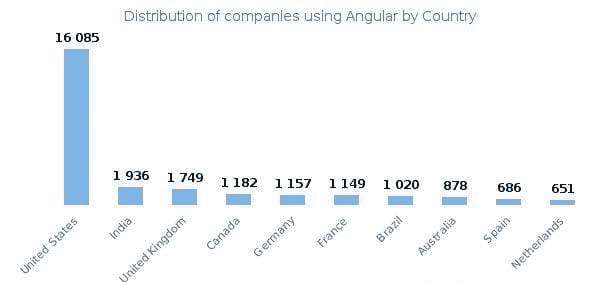 Distribution of companies using Angular by Country
16 085
1 936
1 749
1 182
1 157
1 149
1 020
878
686
651
United States
India
United Kingdom
Canada
Germany
France
Brazil
Australia
Spain
Netherlands